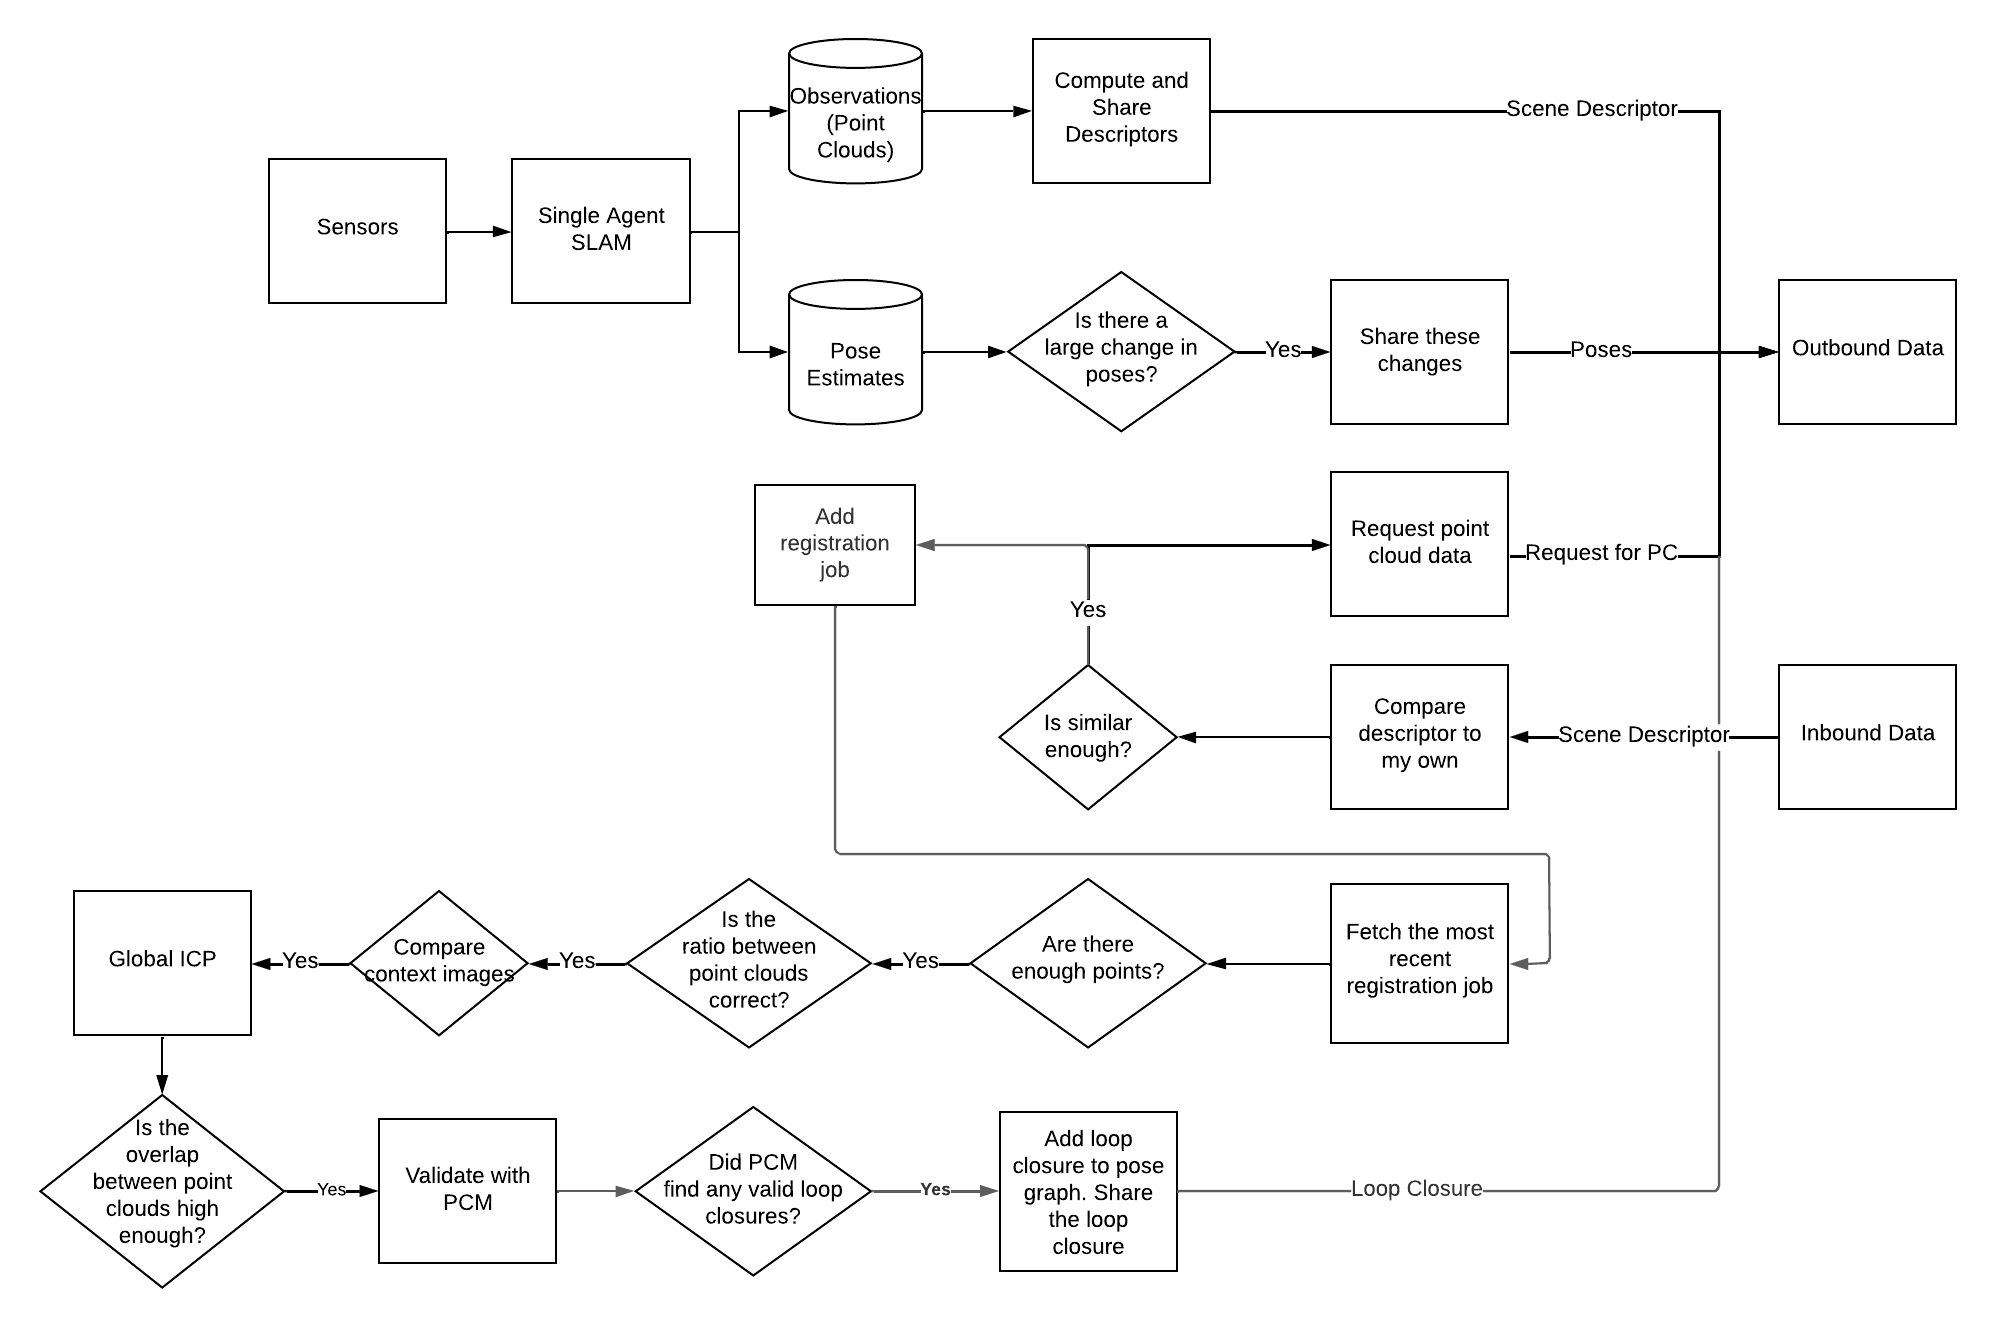 Observations
(Point
Clouds)
Compute and
Share
Descriptors
Scene Descriptor
Sensors
Single Agent
SLAM
Pose
Estimates
Is there a
large change in
poses?
Yes
Share these
changes
Poses
Outbound Data
Add
registration
job
Request point
cloud data
Request for PC
Yes
Is similar
enough?
Compare
descriptor to
my own
Scene Descriptor
Inbound Data
Global ICP
Yes
Compare
context images
Yes
Is the
ratio between
point clouds
correct?
Yes
Are there
enough points?
Fetch the most
recent
registration job
Is the
overlap
between point
clouds high
enough?
Yes
Validate with
PCM
Did PCM
find any valid loop
closures?
Yes
Add loop
closure to pose
graph. Share
the loop
closure
Loop Closure